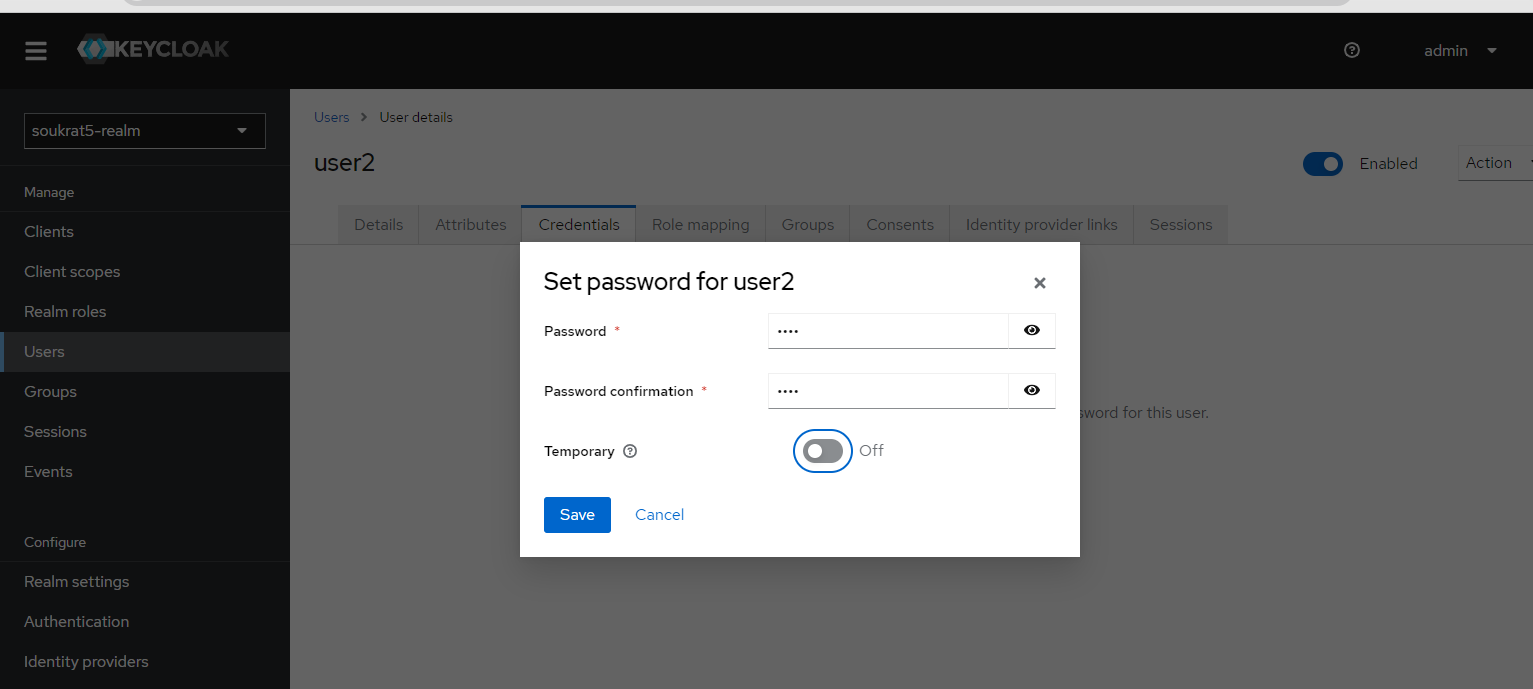 KEYCLOAK
admin
soukrat5-realm
Manage
Clients
Client scopes
Realm roles
Users
Groups
Sessions
Events
Configure
Realm settings
Authentication
Identity providers
Users > User details
user2
Enabled
Action
Details Attributes Credentials Role mapping Groups Consents Identity provider links Sessions
for this user.
Set password for user2
Password *
••••
Password confirmation *
••••
Temporary
Off
Save Cancel